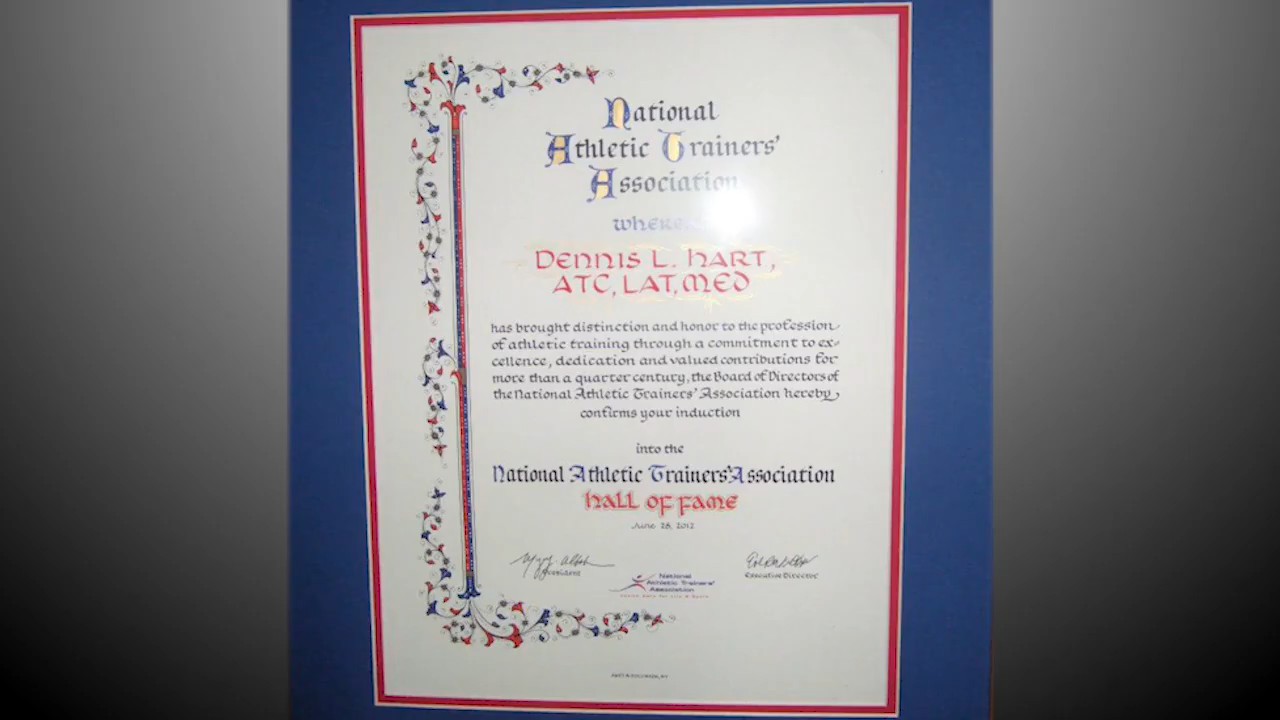 National
Athletic Trainers'
Association
DENNIS L. HART,
ATC, LAT, MED
has brought distinction and honor to the profession
of athletic training through a commitment to ex-
cellence, dedication and valued contributions for
more than a quarter century, the Board of Directors of
the National Athletic Trainers' Association hereby
confirms your induction
into the
National Athletic Trainers' Association
HALL OF FAME
June 28, 2012
President
Executive Director
National
Athletic Trainers'
Association